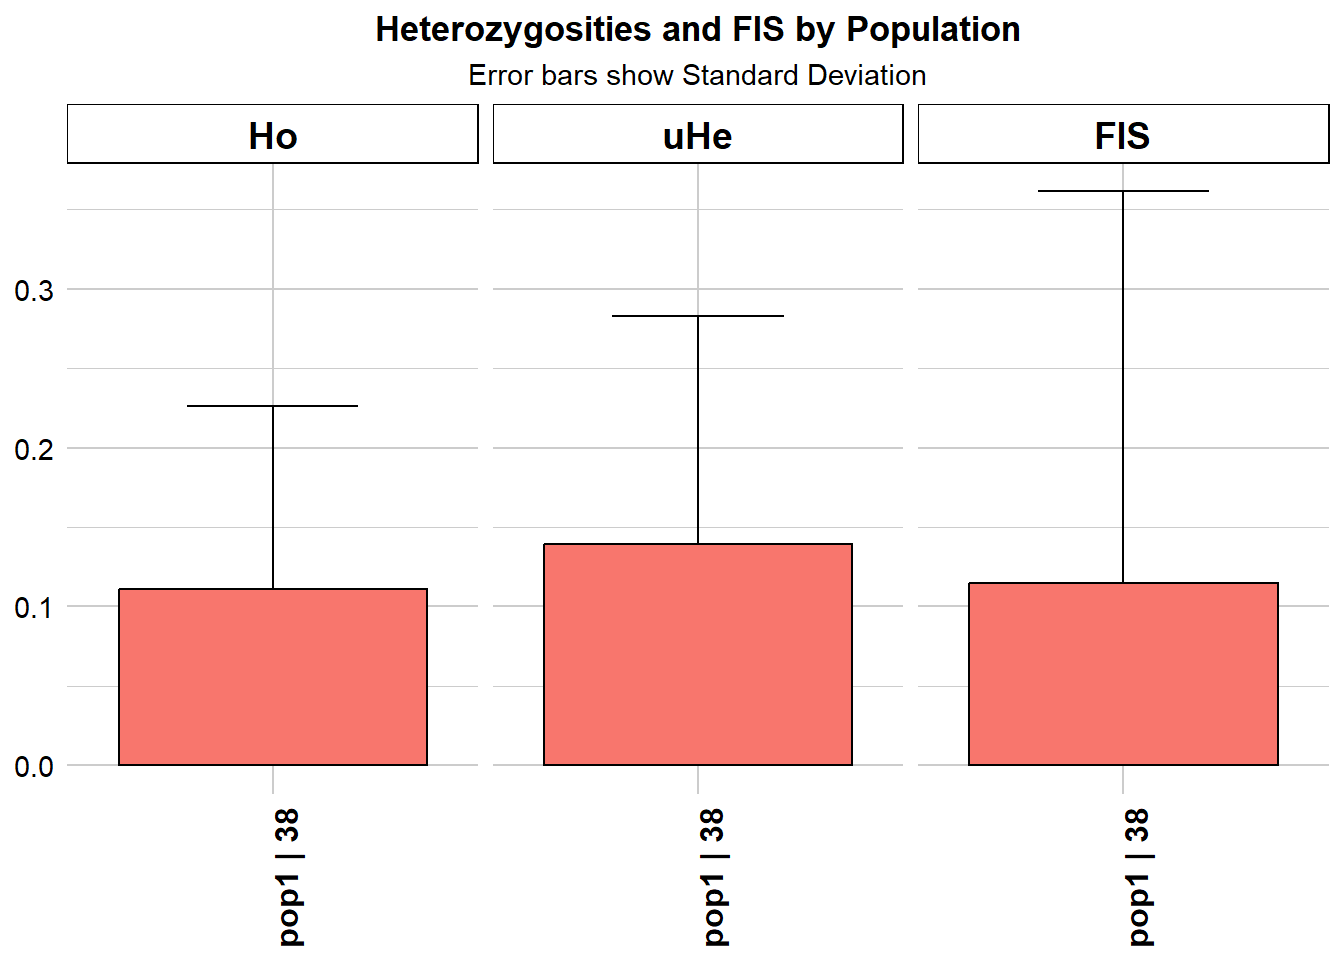 Heterozygosities and FIS by Population
Error bars show Standard Deviation
Ho
uHe
FIS
0.3
0.2
0.1
0.0
pop1 | 38
pop1 | 38
pop1 | 38